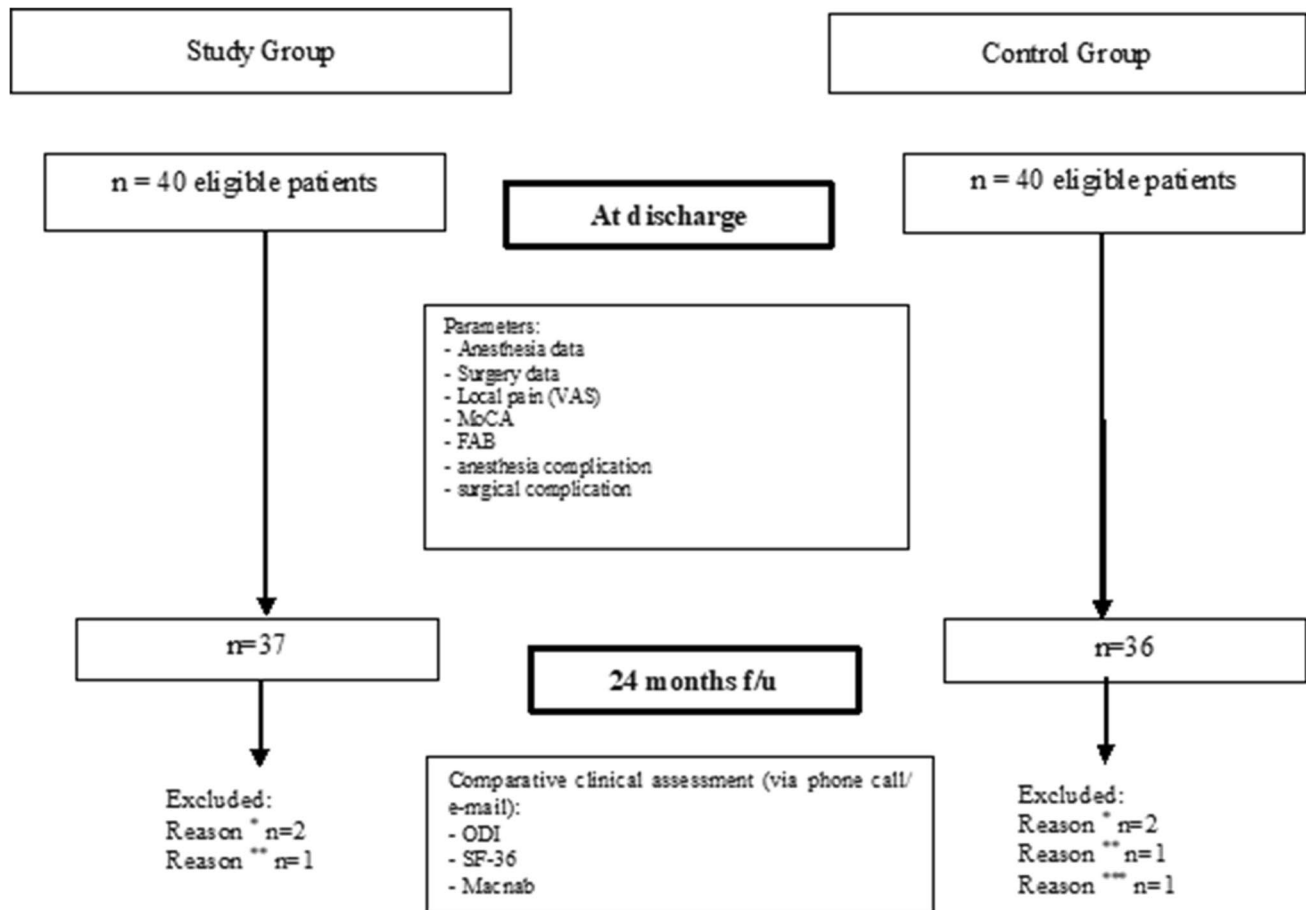 Study Group
Control Group
n = 40 eligible patients
n = 40 eligible patients
At discharge
Parameters:
- Anesthesia data
- Surgery data
- Local pain (VAS)
- MoCA
- FAB
- anesthesia complication
- surgical complication
n=37
n=36
24 months f/u
Excluded:
Reason * n=2
Reason ** n=1
Comparative clinical assessment (via phone call/
e-mail):
- ODI
- SF-36
- Macnab
Excluded:
Reason * n=2
Reason ** n=1
Reason *** n=1